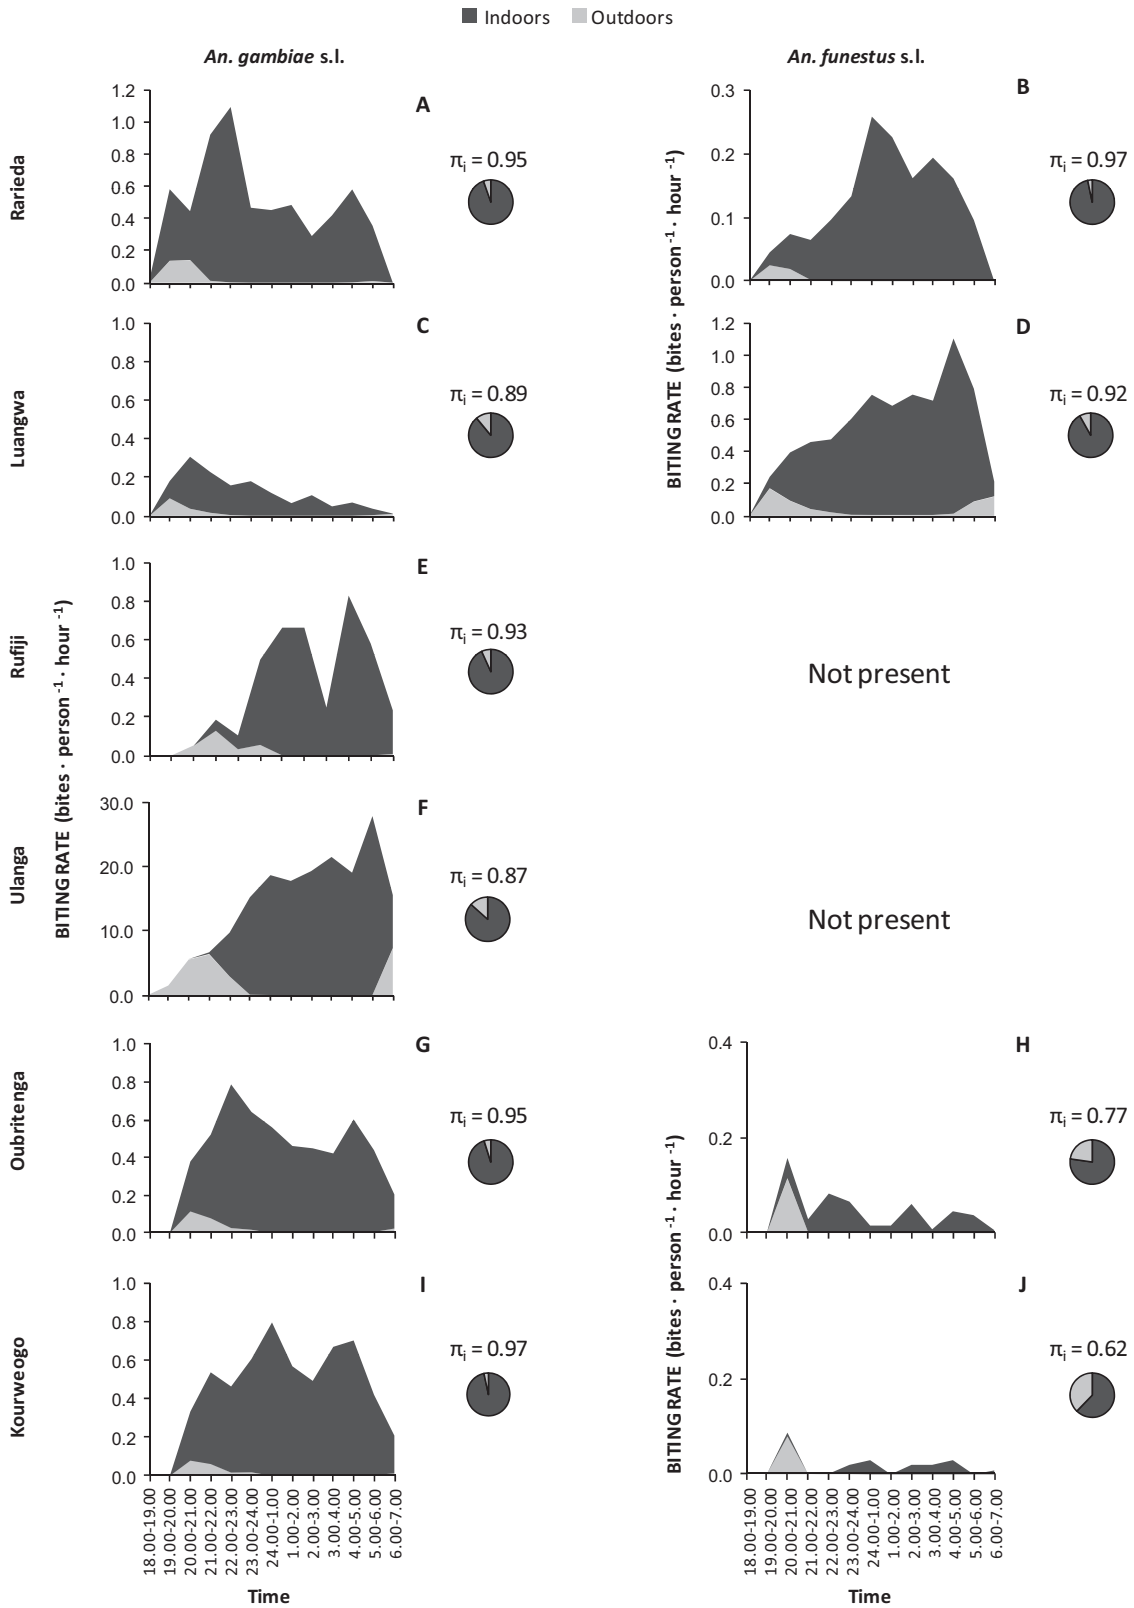 Indoors Outdoors
An. gambiae s.l.
An. funestus s.l.
Rarieda
1.2
1.0
0.8
0.6
0.4
0.2
0.0
A
πi = 0.95
BITING RATE (bites · person-1 · hour-1)
0.3
0.2
0.1
0.0
B
πi = 0.97
Luangwa
1.0
0.8
0.6
0.4
0.2
0.0
C
πi = 0.89
1.2
1.0
0.8
0.6
0.4
0.2
0.0
D
πi = 0.92
BITING RATE (bites · person-1 · hour-1)
Rufiji
1.0
0.8
0.6
0.4
0.2
0.0
E
πi = 0.93
Not present
Ulanga
30.0
20.0
10.0
0.0
F
πi = 0.87
Not present
Oubritenga
1.0
0.8
0.6
0.4
0.2
0.0
G
πi = 0.95
BITING RATE (bites · person-1 · hour-1)
0.4
0.2
0.0
H
πi = 0.77
Kourweogo
1.0
0.8
0.6
0.4
0.2
0.0
I
πi = 0.97
0.4
0.2
0.0
J
πi = 0.62
18.00-19.00
19.00-20.00
20.00-21.00
21.00-22.00
22.00-23.00
23.00-24.00
24.00-1.00
1.00-2.00
2.00-3.00
3.00.4.00
4.00-5.00
5.00-6.00
6.00-7.00
Time
18.00-19.00
19.00-20.00
20.00-21.00
21.00-22.00
22.00-23.00
23.00-24.00
24.00-1.00
1.00-2.00
2.00-3.00
3.00.4.00
4.00-5.00
5.00-6.00
6.00-7.00
Time